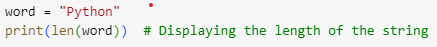 word = "Python"
print(len(word))  # Displaying the length of the string